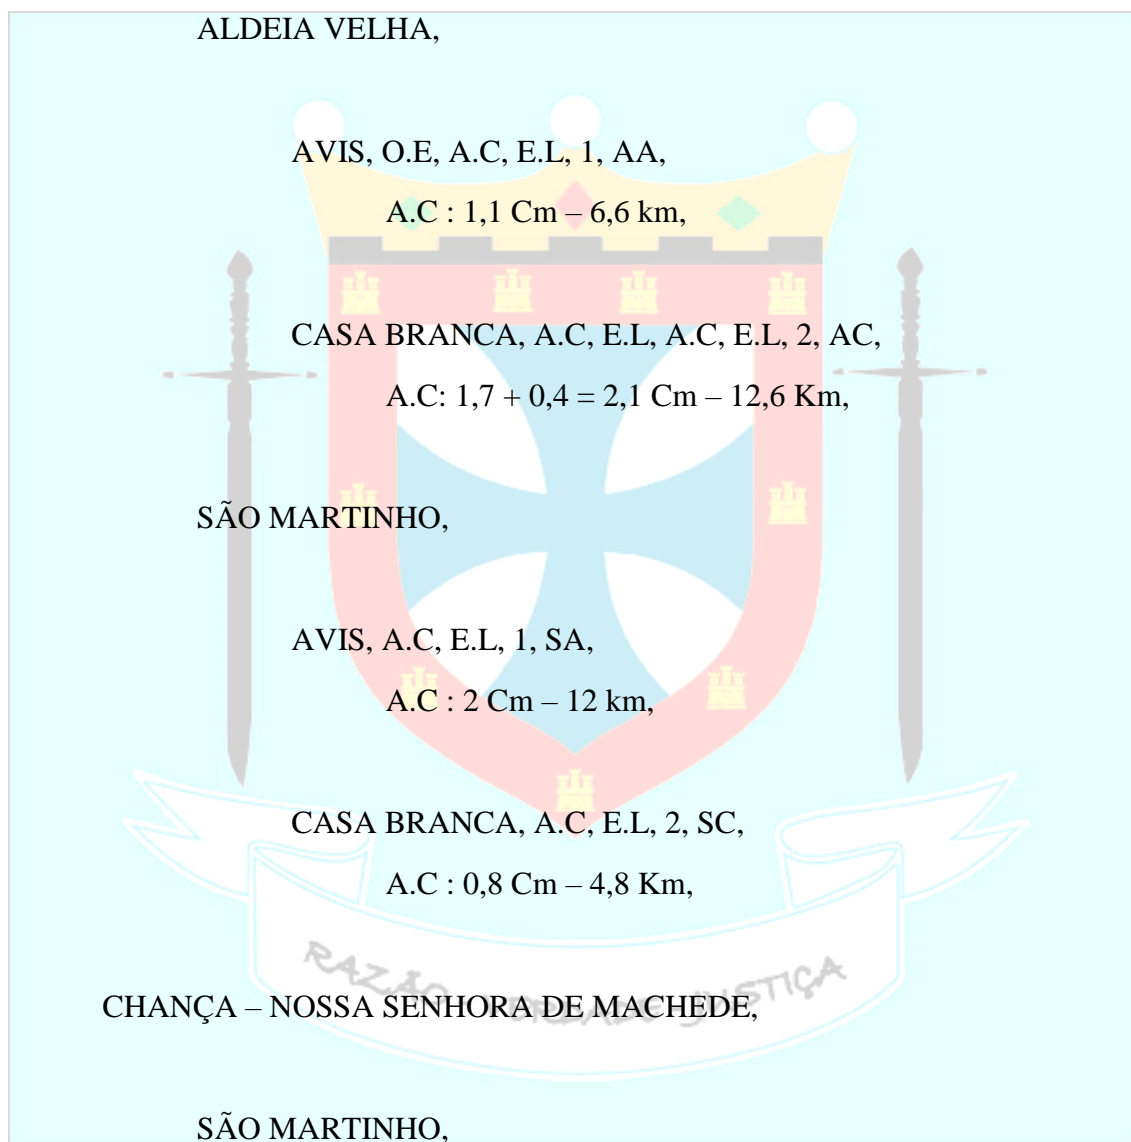 ALDEIA VELHA,
AVIS, O.E, A.C, E.L, 1, AA,
A.C : 1,1 Cm – 6,6 km,
CASA BRANCA, A.C, E.L, A.C, E.L, 2, AC,
A.C: 1,7 + 0,4 = 2,1 Cm – 12,6 Km,
SÃO MARTINHO,
AVIS, A.C, E.L, 1, SA,
A.C : 2 Cm – 12 km,
CASA BRANCA, A.C, E.L, 2, SC,
A.C : 0,8 Cm – 4,8 Km,
RAZÃO JUSTIÇA
CHANÇA – NOSSA SENHORA DE MACHEDE,
SÃO MARTINHO,